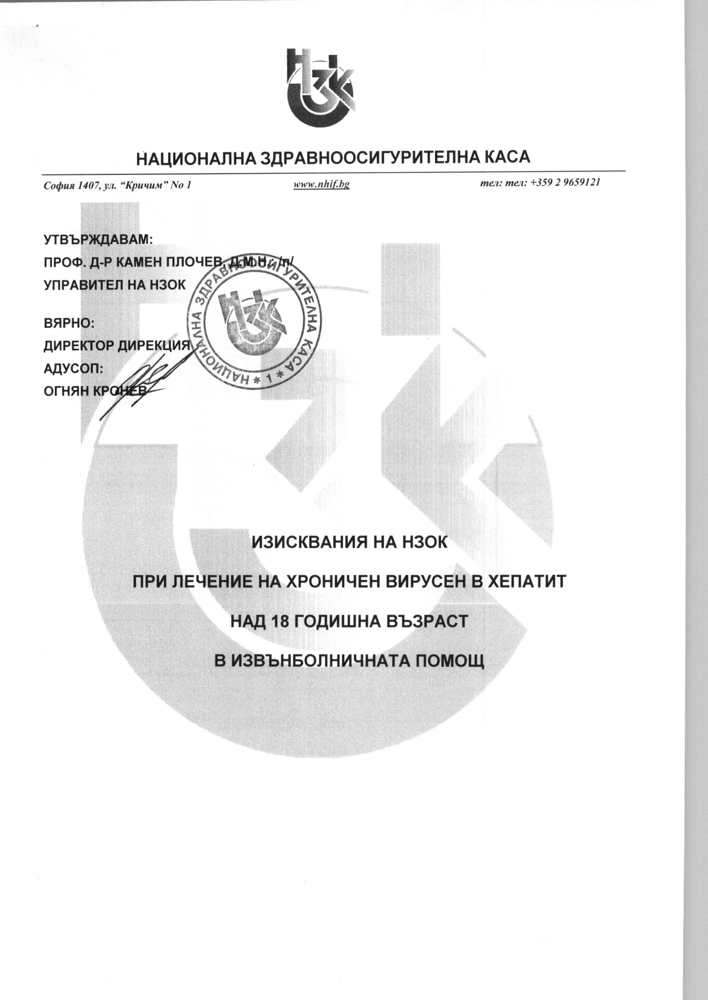 НЗК
НАЦИОНАЛНА ЗДРАВНООСИГУРИТЕЛНА КАСА
София 1407, ул. “Кричим” No 1 www.nhif.bg тел: тел: +359 2 9659121
УТВЪРЖДАВАМ:
ПРОФ. Д-Р КАМЕН ПЛОЧЕВ, Д.М.Н.: /п/
УПРАВИТЕЛ НА НЗОК
ВЯРНО:
ДИРЕКТОР ДИРЕКЦИЯ
АДУСОП:
ОГНЯН КРОНЕВ
НАЦИОНАЛНА ЗДРАВНООСИГУРИТЕЛНА КАСА * 1 *
НЗК
ИЗИСКВАНИЯ НА НЗОК
ПРИ ЛЕЧЕНИЕ НА ХРОНИЧЕН ВИРУСЕН В ХЕПАТИТ
НАД 18 ГОДИШНА ВЪЗРАСТ
В ИЗВЪНБОЛНИЧНАТА ПОМОЩ